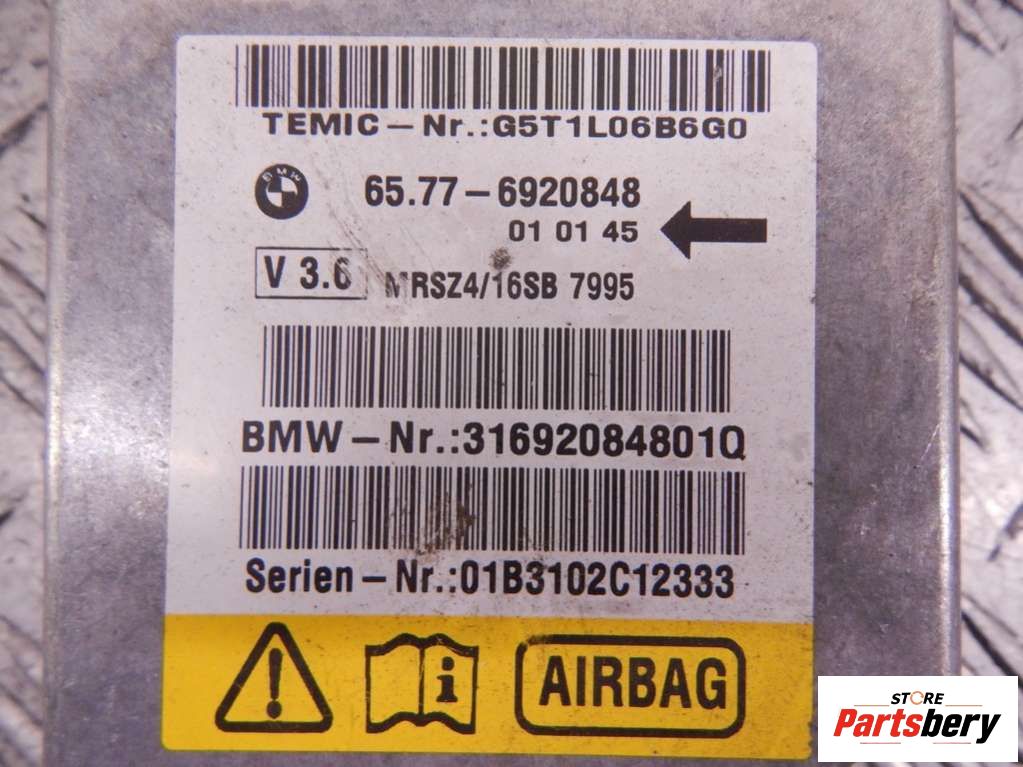 TEMIC-Nr.:G5T1L06B6G0
BMW
65.77-6920848
01 01 45
V 3.6
MRSZ4/16SB 7995
BMW-Nr.:31692084801Q
Serien-Nr.:01B3102C12333
i AIRBAG
STORE
Partsbery